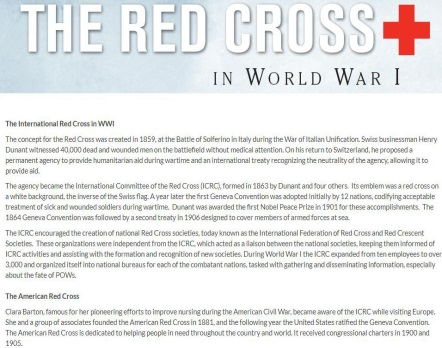 THE RED CROSS
IN WORLD WAR I
The International Red Cross in WWI
The concept for the Red Cross was created in 1859, at the Battle of Solferino in Italy during the War of Italian Unification. Swiss businessman Henry
Dunant witnessed 40,000 dead and wounded men on the battlefield without medical attention. On his return to Switzerland, he proposed a
permanent agency to provide humanitarian aid during wartime and an international treaty recognizing the neutrality of the agency, allowing it to
provide aid.
The agency became the International Committee of the Red Cross (ICRC), formed in 1863 by Dunant and four others. Its emblem was a red cross on
a white background, the inverse of the Swiss flag. A year later the first Geneva Convention was adopted initially by 12 nations, codifying acceptable
treatment of sick and wounded soldiers during wartime. Dunant was awarded the first Nobel Peace Prize in 1901 for these accomplishments. The
1864 Geneva Convention was followed by a second treaty in 1906 designed to cover members of armed forces at sea.
The ICRC encouraged the creation of national Red Cross societies, today known as the International Federation of Red Cross and Red Crescent
Societies. These organizations were independent from the ICRC, which acted as a liaison between the national societies, keeping them informed of
ICRC activities and assisting with the formation and recognition of new societies. During World War I the ICRC expanded from ten employees to over
3,000 and organized itself into national bureaus for each of the combatant nations, tasked with gathering and disseminating information, especially
about the fate of POWs.
The American Red Cross
Clara Barton, famous for her pioneering efforts to improve nursing during the American Civil War, became aware of the ICRC while visiting Europe.
She and a group of associates founded the American Red Cross in 1881, and the following year the United States ratified the Geneva Convention.
The American Red Cross is dedicated to helping people in need throughout the country and world. It received congressional charters in 1900 and
1905.